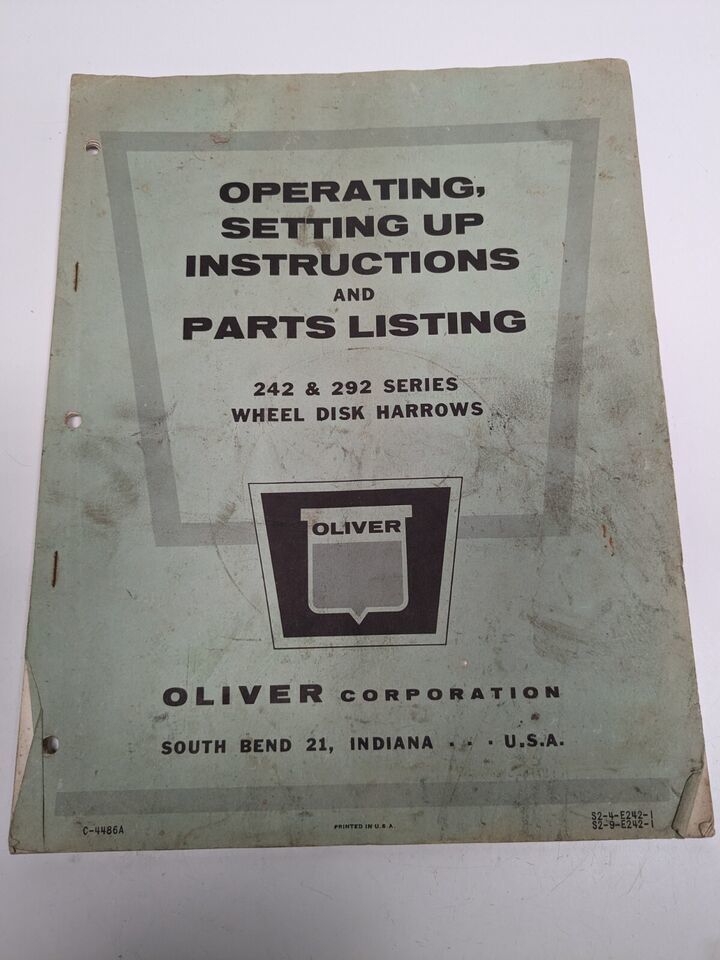 OPERATING,
SETTING UP
INSTRUCTIONS
AND
PARTS LISTING
242 & 292 SERIES
WHEEL DISK HARROWS
OLIVER
OLIVER CORPORATION
SOUTH BEND 21, INDIANA . . . U.S.A.
C-4486A
PRINTED IN U.S.A.
S2-4-E242-1
S2-9-E242-1